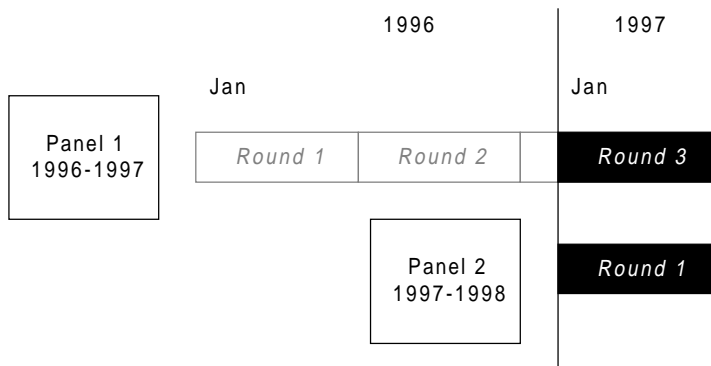 1996
1997
Jan
Jan
Panel 1
1996-1997
Round 1
Round 2
Round 3
Panel 2
1997-1998
Round 1